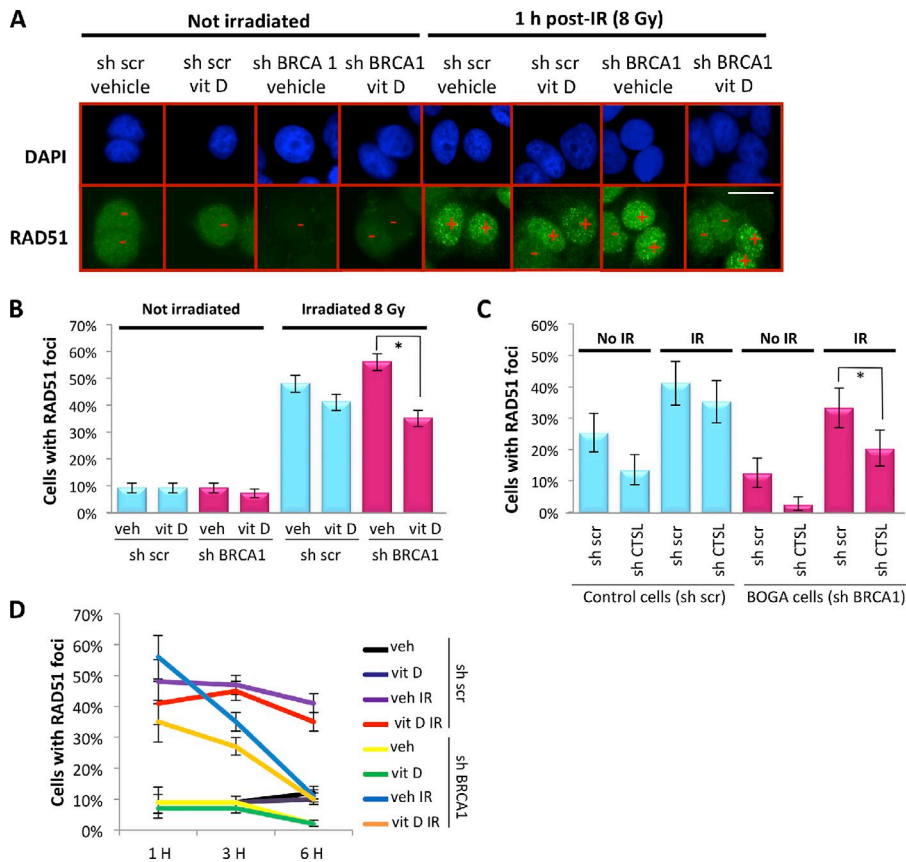 A
Not irradiated
1 h post-IR (8 Gy)
sh scr vehicle
sh scr vit D
sh BRCA 1 vehicle
sh BRCA1 vit D
sh scr vehicle
sh scr vit D
sh BRCA1 vehicle
sh BRCA1 vit D
DAPI
RAD51
- - - - - - + + + - - + + - - + +
B
Not irradiated
Irradiated 8 Gy
Cells with RAD51 foci
70%
60%
50%
40%
30%
20%
10%
0%
*
veh vit D veh vit D veh vit D veh vit D
sh scr sh BRCA1 sh scr sh BRCA1
C
No IR IR No IR IR
Cells with RAD51 foci
60%
50%
40%
30%
20%
10%
0%
*
sh scr
sh CTSL
sh scr
sh CTSL
sh scr
sh CTSL
sh scr
sh CTSL
Control cells (sh scr) BOGA cells (sh BRCA1)
D
Cells with RAD51 foci
70%
60%
50%
40%
30%
20%
10%
0%
1 H 3 H 6 H
veh
vit D
veh IR
vit D IR
sh scr
veh
vit D
veh IR
vit D IR
sh BRCA1